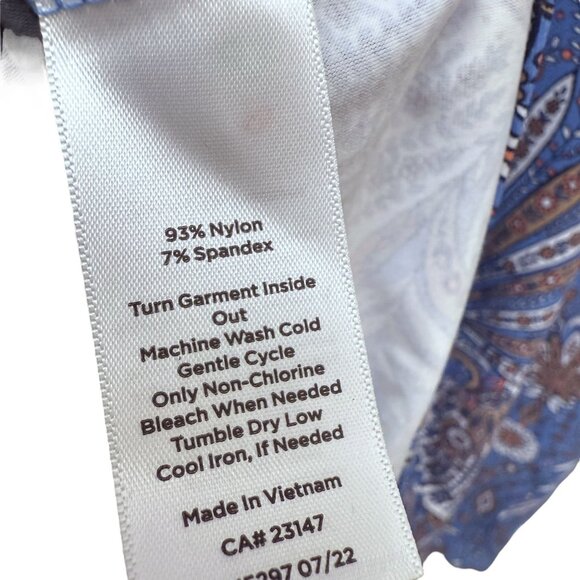 93% Nylon
7% Spandex
Turn Garment Inside
Out
Machine Wash Cold
Gentle Cycle
Only Non-Chlorine
Bleach When Needed
Tumble Dry Low
Cool Iron, If Needed
Made In Vietnam
CA# 23147
07/22